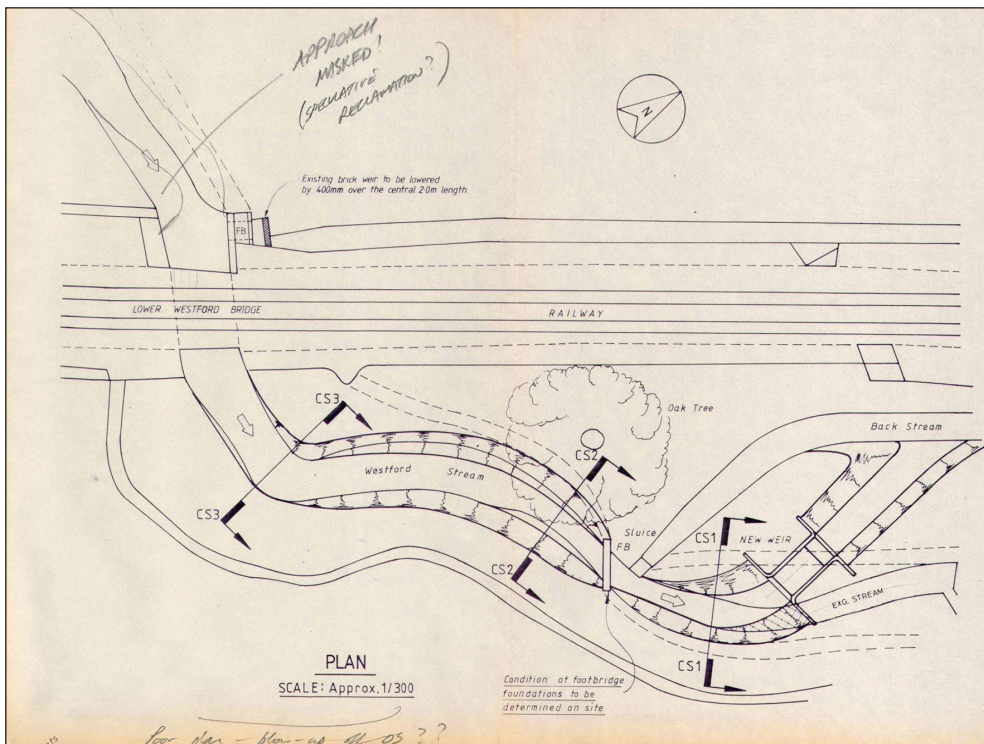 APPROACH
MASKED!
(SPECULATIVE
RECLAMATION?)
N
Existing brick weir to be lowered
by 400mm over the central 2·0m length
FB
LOWER WESTFORD BRIDGE
RAILWAY
CS3
Oak Tree
Back Stream
CS2
Westford Stream
CS3
Sluice
FB
CS1
NEW WEIR
CS2
EXG. STREAM
PLAN
SCALE: Approx. 1/300
CS1
Condition of footbridge
foundations to be
determined on site
Poor plan - blow-up of OS ??